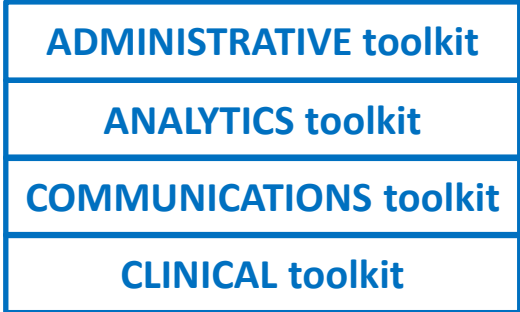 ADMINISTRATIVE toolkit
ANALYTICS toolkit
COMMUNICATIONS toolkit
CLINICAL toolkit